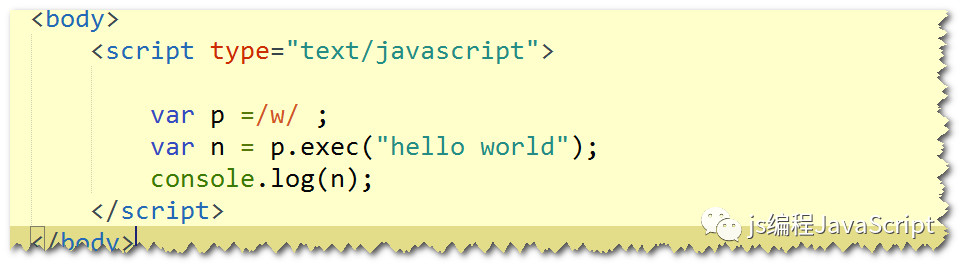 <body>
<script type="text/javascript">
var p =/w/ ;
var n = p.exec("hello world");
console.log(n);
</script>
</body>
js编程JavaScript